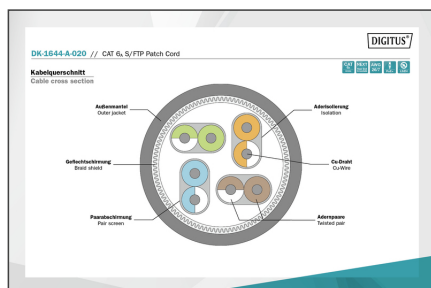 DIGITUS®
DK-1644-A-020 // CAT 6A S/FTP Patch Cord
Kabelquerschnitt
Cable cross section
Außenmantel
Outer jacket
Aderisolierung
Isolation
Geflechtschirmung
Braid shield
Cu-Draht
Cu-Wire
Paarabschirmung
Pair screen
Adernpaare
Twisted pair